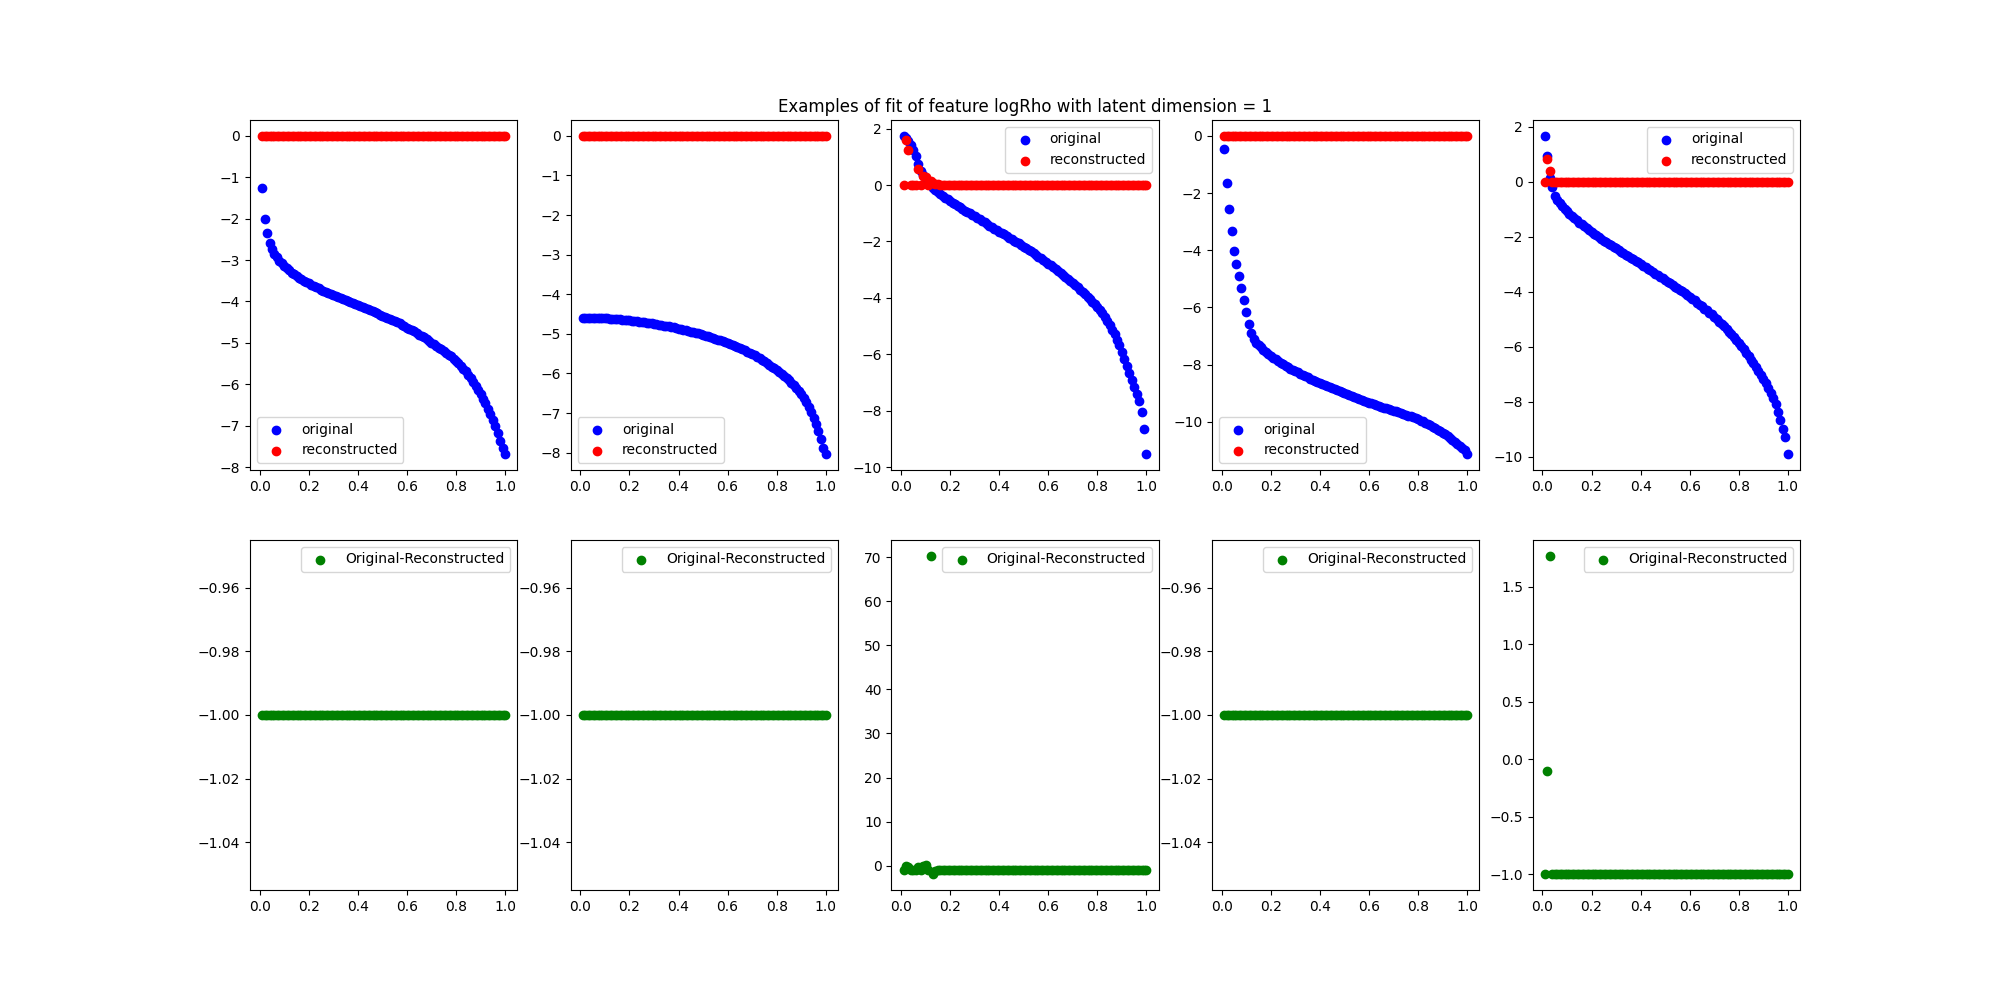 Examples of fit of feature logRho with latent dimension = 1
0
−1
−2
−3
−4
−5
−6
−7
−8
original
reconstructed
0.0 0.2 0.4 0.6 0.8 1.0
0
−1
−2
−3
−4
−5
−6
−7
−8
original
reconstructed
0.0 0.2 0.4 0.6 0.8 1.0
2
0
−2
−4
−6
−8
−10
original
reconstructed
0.0 0.2 0.4 0.6 0.8 1.0
0
−2
−4
−6
−8
−10
original
reconstructed
0.0 0.2 0.4 0.6 0.8 1.0
2
0
−2
−4
−6
−8
−10
original
reconstructed
0.0 0.2 0.4 0.6 0.8 1.0
Original-Reconstructed
−0.96
−0.98
−1.00
−1.02
−1.04
0.0 0.2 0.4 0.6 0.8 1.0
Original-Reconstructed
−0.96
−0.98
−1.00
−1.02
−1.04
0.0 0.2 0.4 0.6 0.8 1.0
Original-Reconstructed
70
60
50
40
30
20
10
0
0.0 0.2 0.4 0.6 0.8 1.0
Original-Reconstructed
−0.96
−0.98
−1.00
−1.02
−1.04
0.0 0.2 0.4 0.6 0.8 1.0
Original-Reconstructed
1.5
1.0
0.5
0.0
−0.5
−1.0
0.0 0.2 0.4 0.6 0.8 1.0